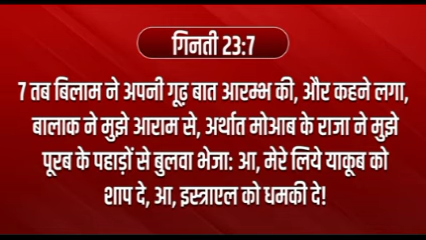 गिनती 23:7
7 तब बिलाम ने अपनी गूढ़ बात आरम्भ की, और कहने लगा,
बालाक ने मुझे आराम से, अर्थात मोआब के राजा ने मुझे
पूरब के पहाड़ों से बुलवा भेजा: आ, मेरे लिये याकूब को
शाप दे, आ, इस्त्राएल को धमकी दे!